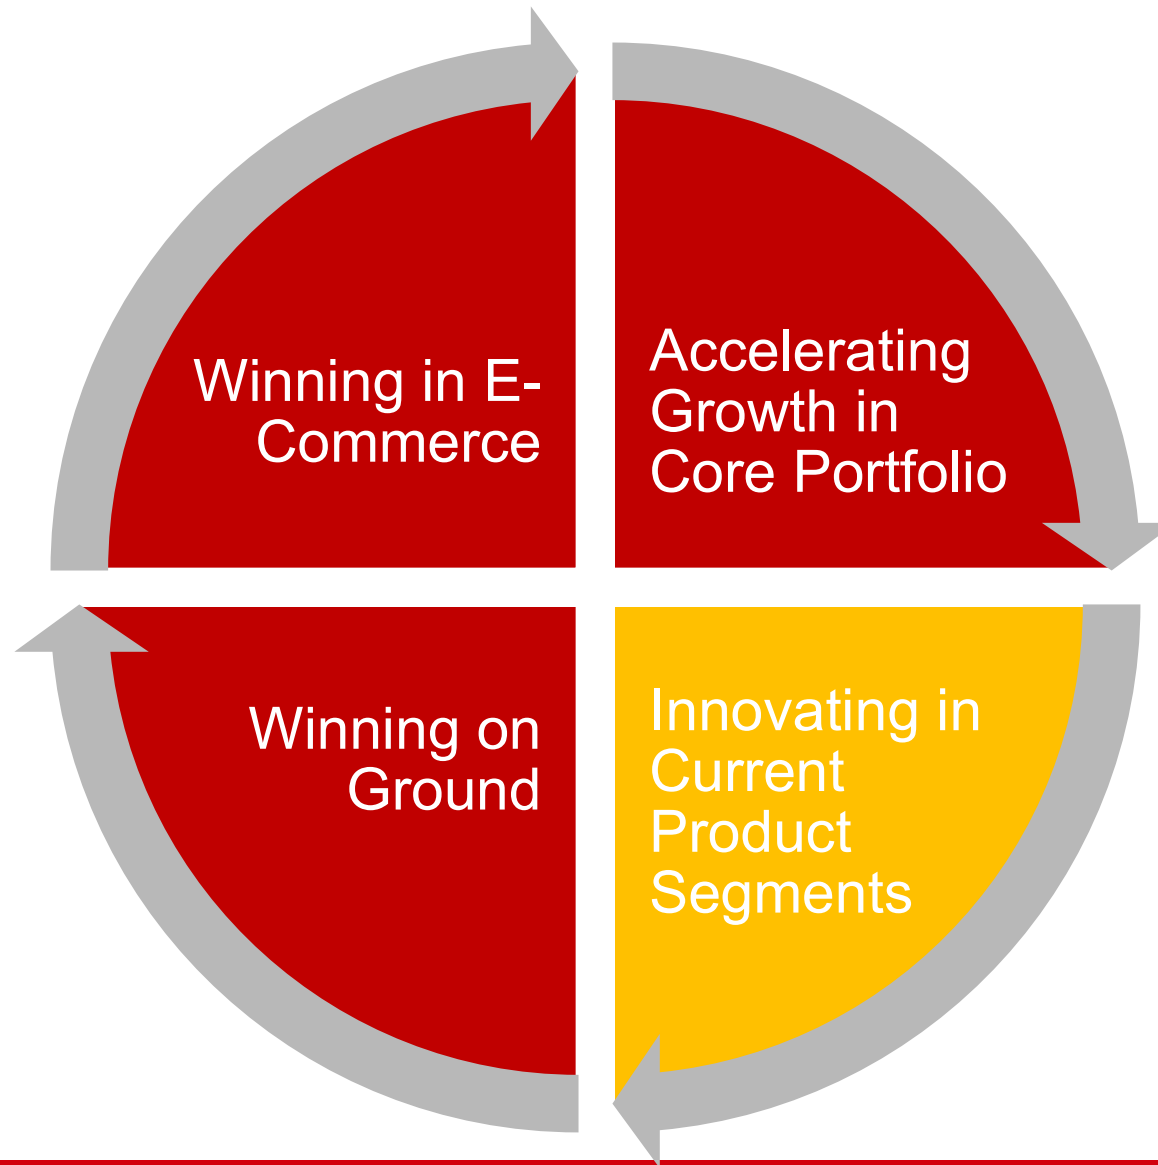 Winning in E-
Commerce
Accelerating
Growth in
Core Portfolio
Winning on
Ground
Innovating in
Current
Product
Segments